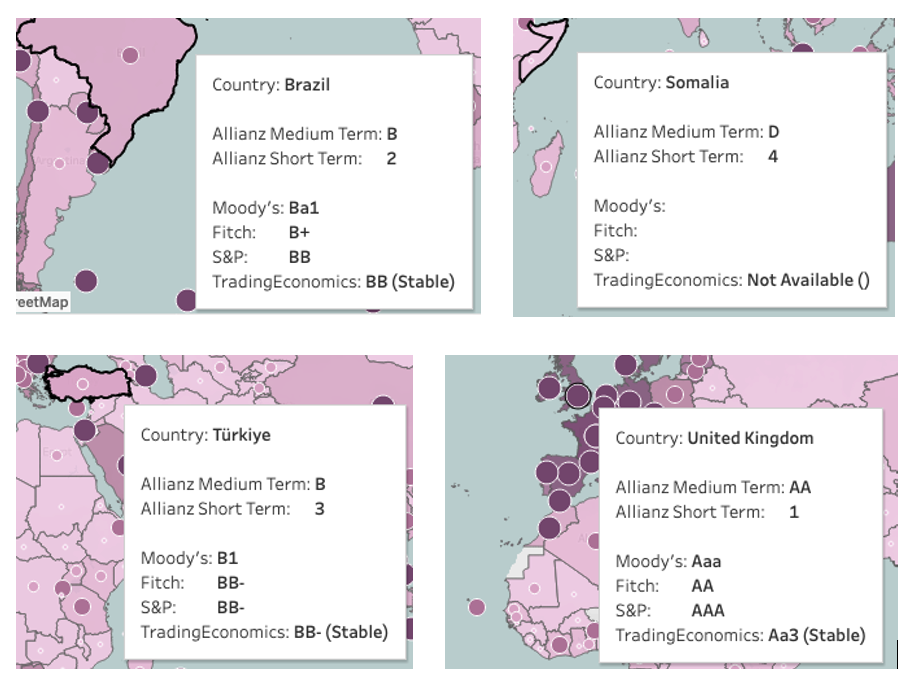 Country: Brazil
Allianz Medium Term: B
Allianz Short Term: 2
Moody's: Ba1
Fitch: B+
S&P: BB
TradingEconomics: BB (Stable)
reetMap
Country: Somalia
Allianz Medium Term: D
Allianz Short Term: 4
Moody's:
Fitch:
S&P:
TradingEconomics: Not Available ()
Country: Türkiye
Allianz Medium Term: B
Allianz Short Term: 3
Moody's: B1
Fitch: BB-
S&P: BB-
TradingEconomics: BB- (Stable)
Country: United Kingdom
Allianz Medium Term: AA
Allianz Short Term: 1
Moody's: Aaa
Fitch: AA
S&P: AAA
TradingEconomics: Aa3 (Stable)